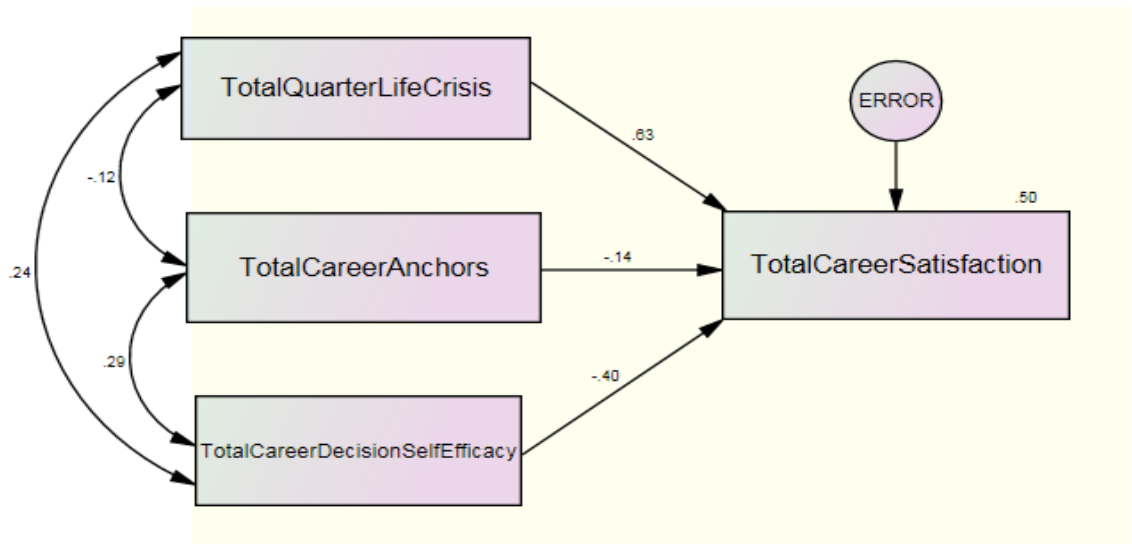 TotalQuarterLifeCrisis
ERROR
.63
-.12
.50
TotalCareerAnchors
-.14
TotalCareerSatisfaction
.24
.29
-.40
TotalCareerDecisionSelfEfficacy